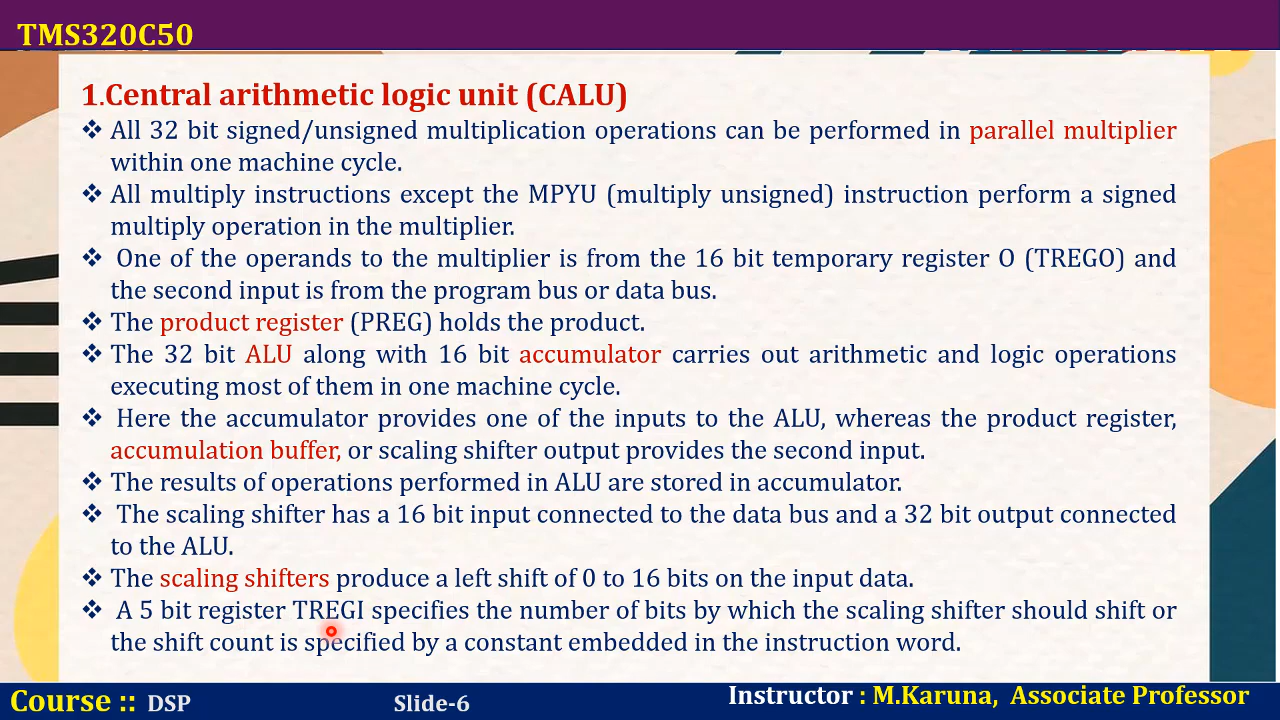 TMS320C50
1.Central arithmetic logic unit (CALU)
❖ All 32 bit signed/unsigned multiplication operations can be performed in parallel multiplier
within one machine cycle.
❖ All multiply instructions except the MPYU (multiply unsigned) instruction perform a signed
multiply operation in the multiplier.
❖ One of the operands to the multiplier is from the 16 bit temporary register O (TREGO) and
the second input is from the program bus or data bus.
❖ The product register (PREG) holds the product.
❖ The 32 bit ALU along with 16 bit accumulator carries out arithmetic and logic operations
executing most of them in one machine cycle.
❖ Here the accumulator provides one of the inputs to the ALU, whereas the product register,
accumulation buffer, or scaling shifter output provides the second input.
❖ The results of operations performed in ALU are stored in accumulator.
❖ The scaling shifter has a 16 bit input connected to the data bus and a 32 bit output connected
to the ALU.
❖ The scaling shifters produce a left shift of 0 to 16 bits on the input data.
❖ A 5 bit register TREGI specifies the number of bits by which the scaling shifter should shift or
the shift count is specified by a constant embedded in the instruction word.
Course :: DSP Slide-6 Instructor : M.Karuna, Associate Professor